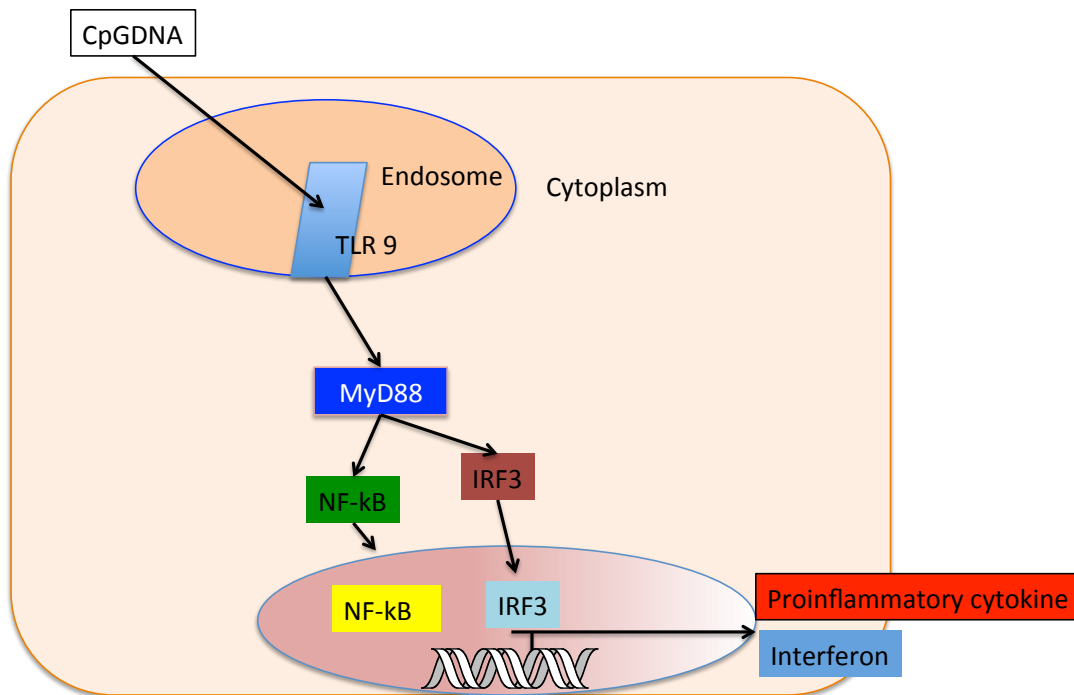 CpGDNA
Endosome
Cytoplasm
TLR 9
MyD88
IRF3
NF-kB
NF-kB
IRF3
Proinflammatory cytokine
Interferon